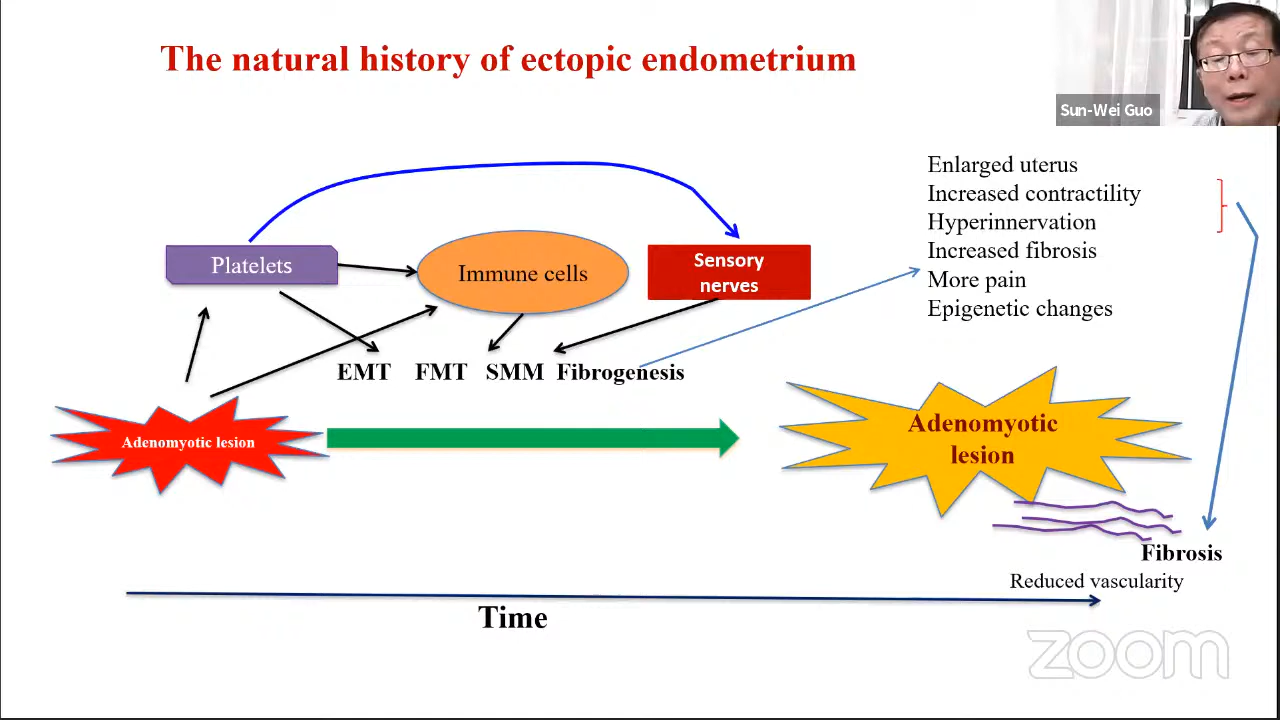 The natural history of ectopic endometrium
Sun-Wei Guo
Enlarged uterus
Increased contractility
Hyperinnervation
Increased fibrosis
More pain
Epigenetic changes
Platelets
Immune cells
Sensory
nerves
EMT FMT SMM Fibrogenesis
Adenomyotic lesion
Adenomyotic
lesion
Fibrosis
Reduced vascularity
Time
zoom